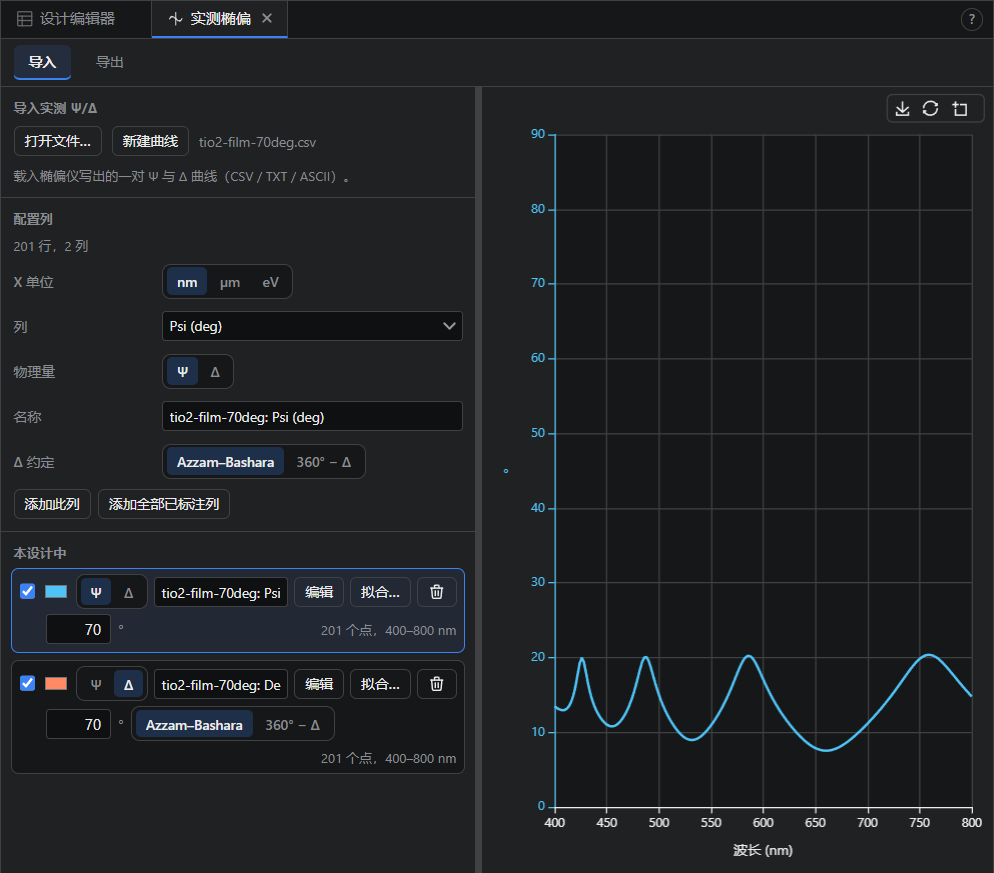 设计编辑器
实测椭偏
?
导入
导出
导入实测 Ψ/Δ
打开文件...
新建曲线
tio2-film-70deg.csv
载入椭偏仪写出的一对 Ψ 与 Δ 曲线（CSV / TXT / ASCII）。
配置列
201 行，2 列
X 单位
nm
μm
eV
列
Psi (deg)
物理量
Ψ
Δ
名称
tio2-film-70deg: Psi (deg)
Δ 约定
Azzam–Bashara
360° − Δ
添加此列
添加全部已标注列
本设计中
Ψ
Δ
tio2-film-70deg: Psi
编辑
拟合...
70
°
201 个点，400–800 nm
Ψ
Δ
tio2-film-70deg: De
编辑
拟合...
70
°
Azzam–Bashara
360° − Δ
201 个点，400–800 nm
90
80
70
60
50
40
30
20
10
0
°
400
450
500
550
600
650
700
750
800
波长 (nm)